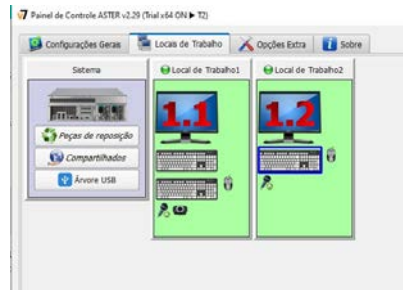 Painel de Controle ASTER v2.29 (Trial x64 ON ▶ T2)
Configurações Gerais
Locais de Trabalho
Opções Extra
Sobre
Sistema
Peças de reposição
Compartilhados
Árvore USB
Local de Trabalho1
1.1
Local de Trabalho2
1.2